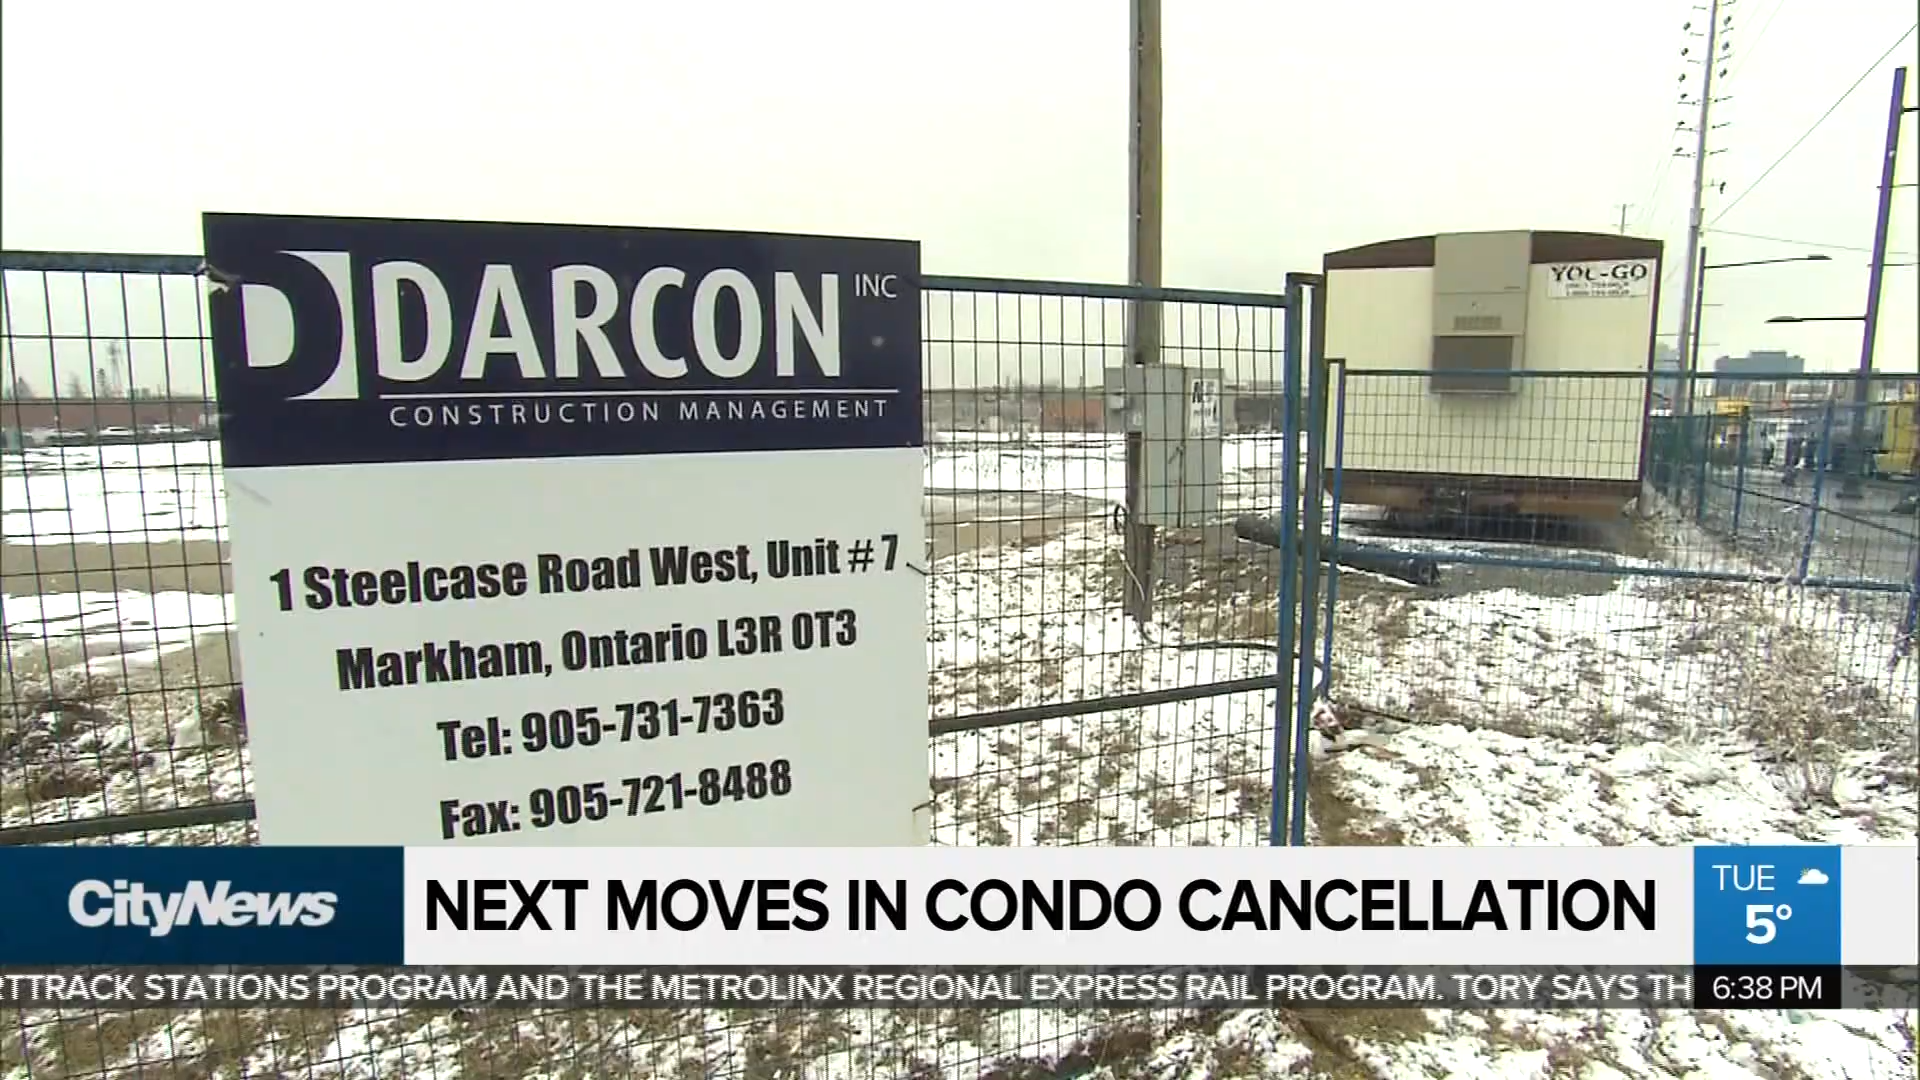 DARCON INC
CONSTRUCTION MANAGEMENT
1 Steelcase Road West, Unit # 7
Markham, Ontario L3R 0T3
Tel: 905-731-7363
Fax: 905-721-8488
YOU-GO
CityNews
NEXT MOVES IN CONDO CANCELLATION
TUE
5°
RTTRACK STATIONS PROGRAM AND THE METROLINX REGIONAL EXPRESS RAIL PROGRAM. TORY SAYS TH
6:38 PM